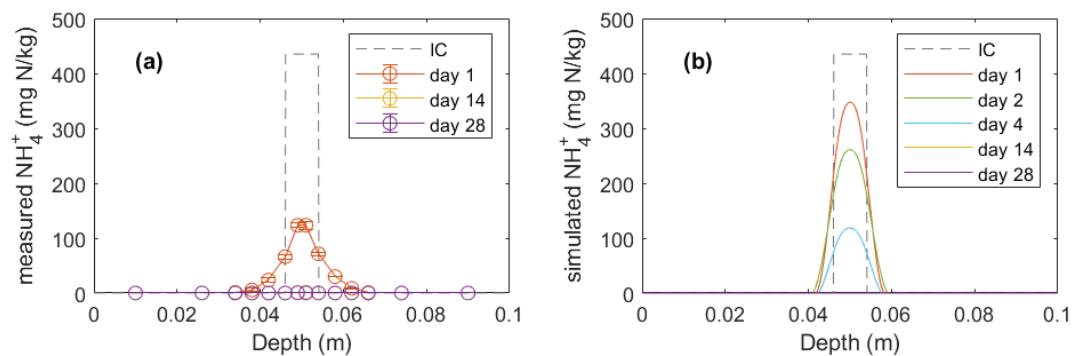 (a)
measured NH₄⁺ (mg N/kg)
500
400
300
200
100
0
0
0.02
0.04
0.06
0.08
0.1
Depth (m)
IC
day 1
day 14
day 28
(b)
simulated NH₄⁺ (mg N/kg)
500
400
300
200
100
0
0
0.02
0.04
0.06
0.08
0.1
Depth (m)
IC
day 1
day 2
day 4
day 14
day 28